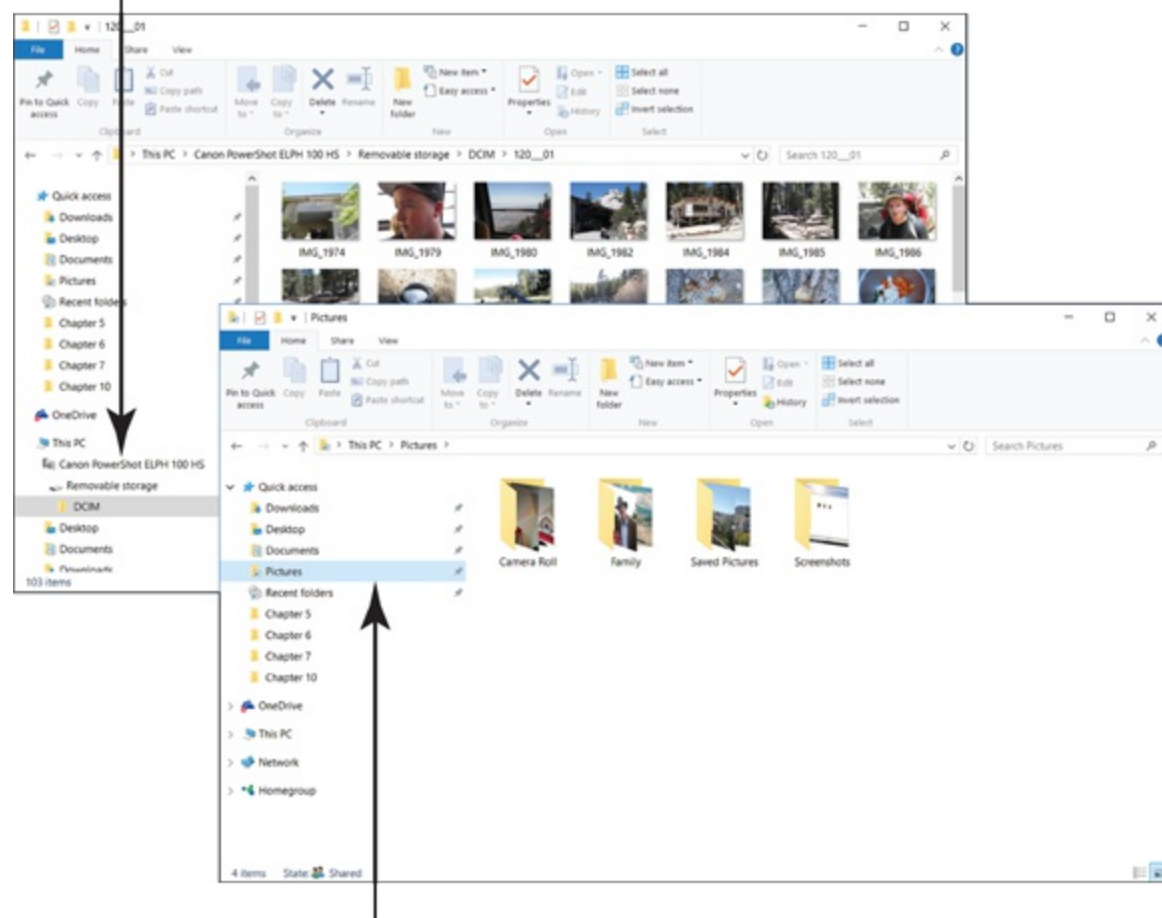 120__01
File Home Share View
Pin to Quick access Copy Paste
Cut
Copy path
Paste shortcut
Move to Copy to Delete Rename
New folder
New item
Easy access
Properties
Open
Edit
History
Select all
Select none
Invert selection
Clipboard Organize New Open Select
This PC > Canon PowerShot ELPH 100 HS > Removable storage > DCIM > 120__01
Search 120__01
Quick access
Downloads
Desktop
Documents
Pictures
Recent folders
Chapter 5
Chapter 6
Chapter 7
Chapter 10
OneDrive
This PC
Canon PowerShot ELPH 100 HS
Removable storage
DCIM
Desktop
Documents
Downloads
103 items
IMG_1974 IMG_1979 IMG_1980 IMG_1982 IMG_1984 IMG_1985 IMG_1986
Pictures
File Home Share View
Pin to Quick access Copy Paste
Cut
Copy path
Paste shortcut
Move to Copy to Delete Rename
New folder
New item
Easy access
Properties
Open
Edit
History
Select all
Select none
Invert selection
Clipboard Organize New Open Select
This PC > Pictures >
Search Pictures
Quick access
Downloads
Desktop
Documents
Pictures
Recent folders
Chapter 5
Chapter 6
Chapter 7
Chapter 10
OneDrive
This PC
Network
Homegroup
Camera Roll Family Saved Pictures Screenshots
4 items State: Shared